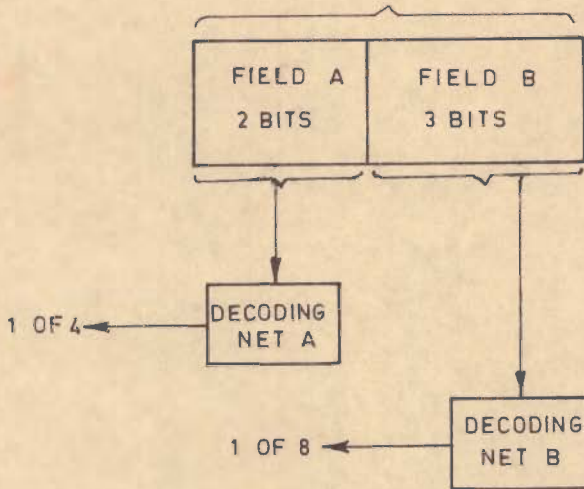 FIELD A
2 BITS
FIELD B
3 BITS
DECODING
NET A
1 OF 4
DECODING
NET B
1 OF 8